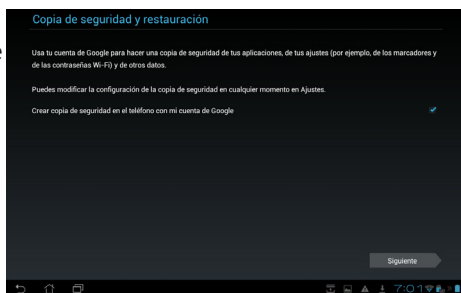 Copia de seguridad y restauración
e
Usa tu cuenta de Google para hacer una copia de seguridad de tus aplicaciones, de tus ajustes (por ejemplo, de los marcadores y
de las contraseñas Wi-Fi) y de otros datos.
Puedes modificar la configuración de la copia de seguridad en cualquier momento en Ajustes.
Crear copia de seguridad en el teléfono con mi cuenta de Google
Siguiente
7:01